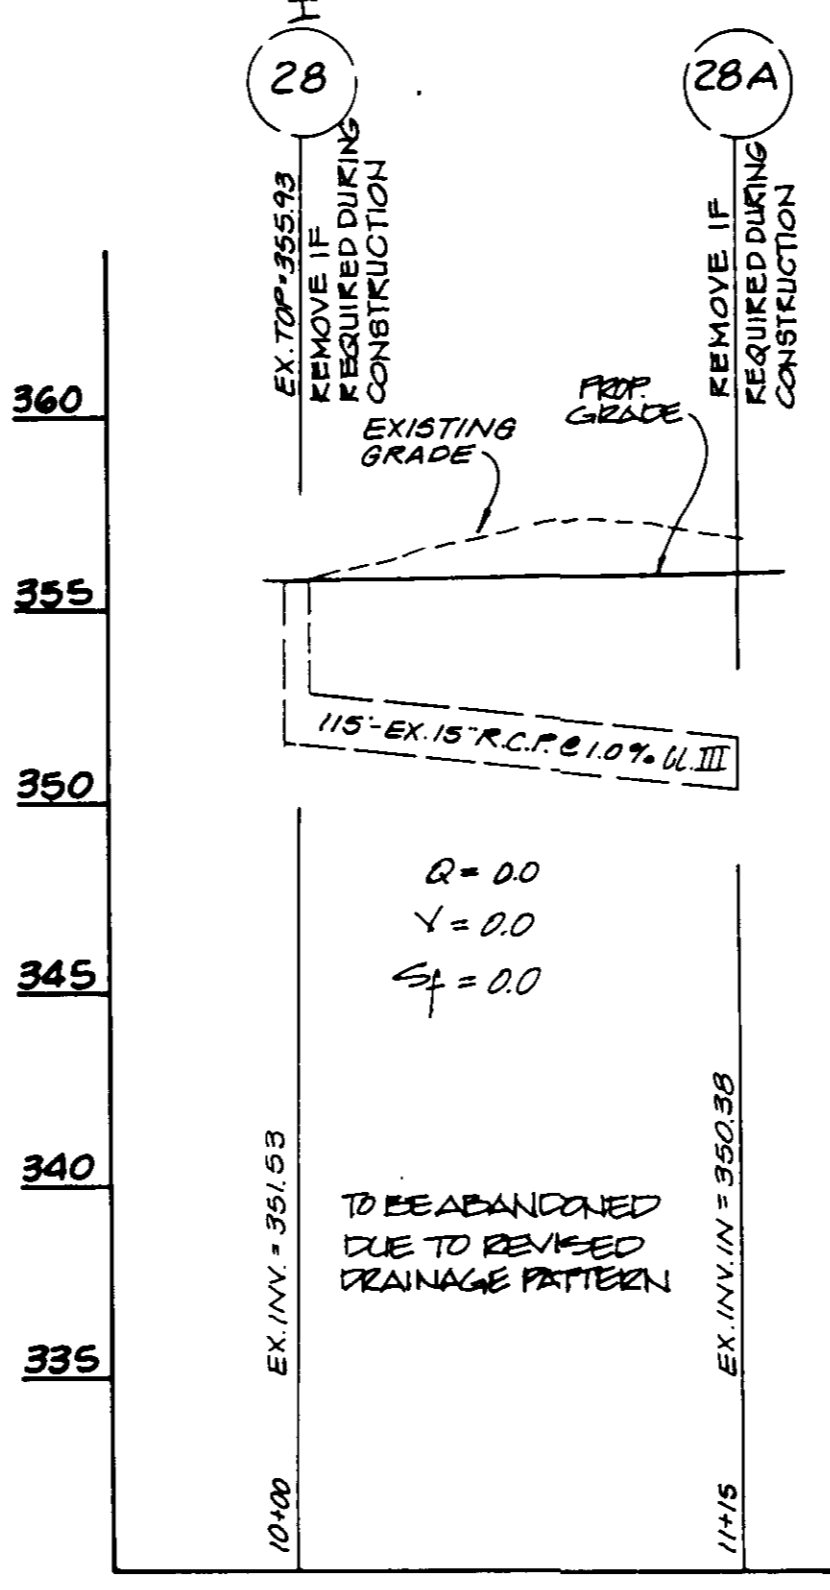 28
28A
EX. TOP=355.93
REMOVE IF
REQUIRED DURING
CONSTRUCTION
REMOVE IF
REQUIRED DURING
CONSTRUCTION
360
355
350
345
340
335
EXISTING
GRADE
PROP.
GRADE
115'-EX. 15" R.C.P. @ 1.0% CL. III
Q = 0.0
V = 0.0
Sf = 0.0
TO BE ABANDONED
DUE TO REVISED
DRAINAGE PATTERN
EX. INV. = 351.53
EX. INV. IN = 350.38
10+00
11+15